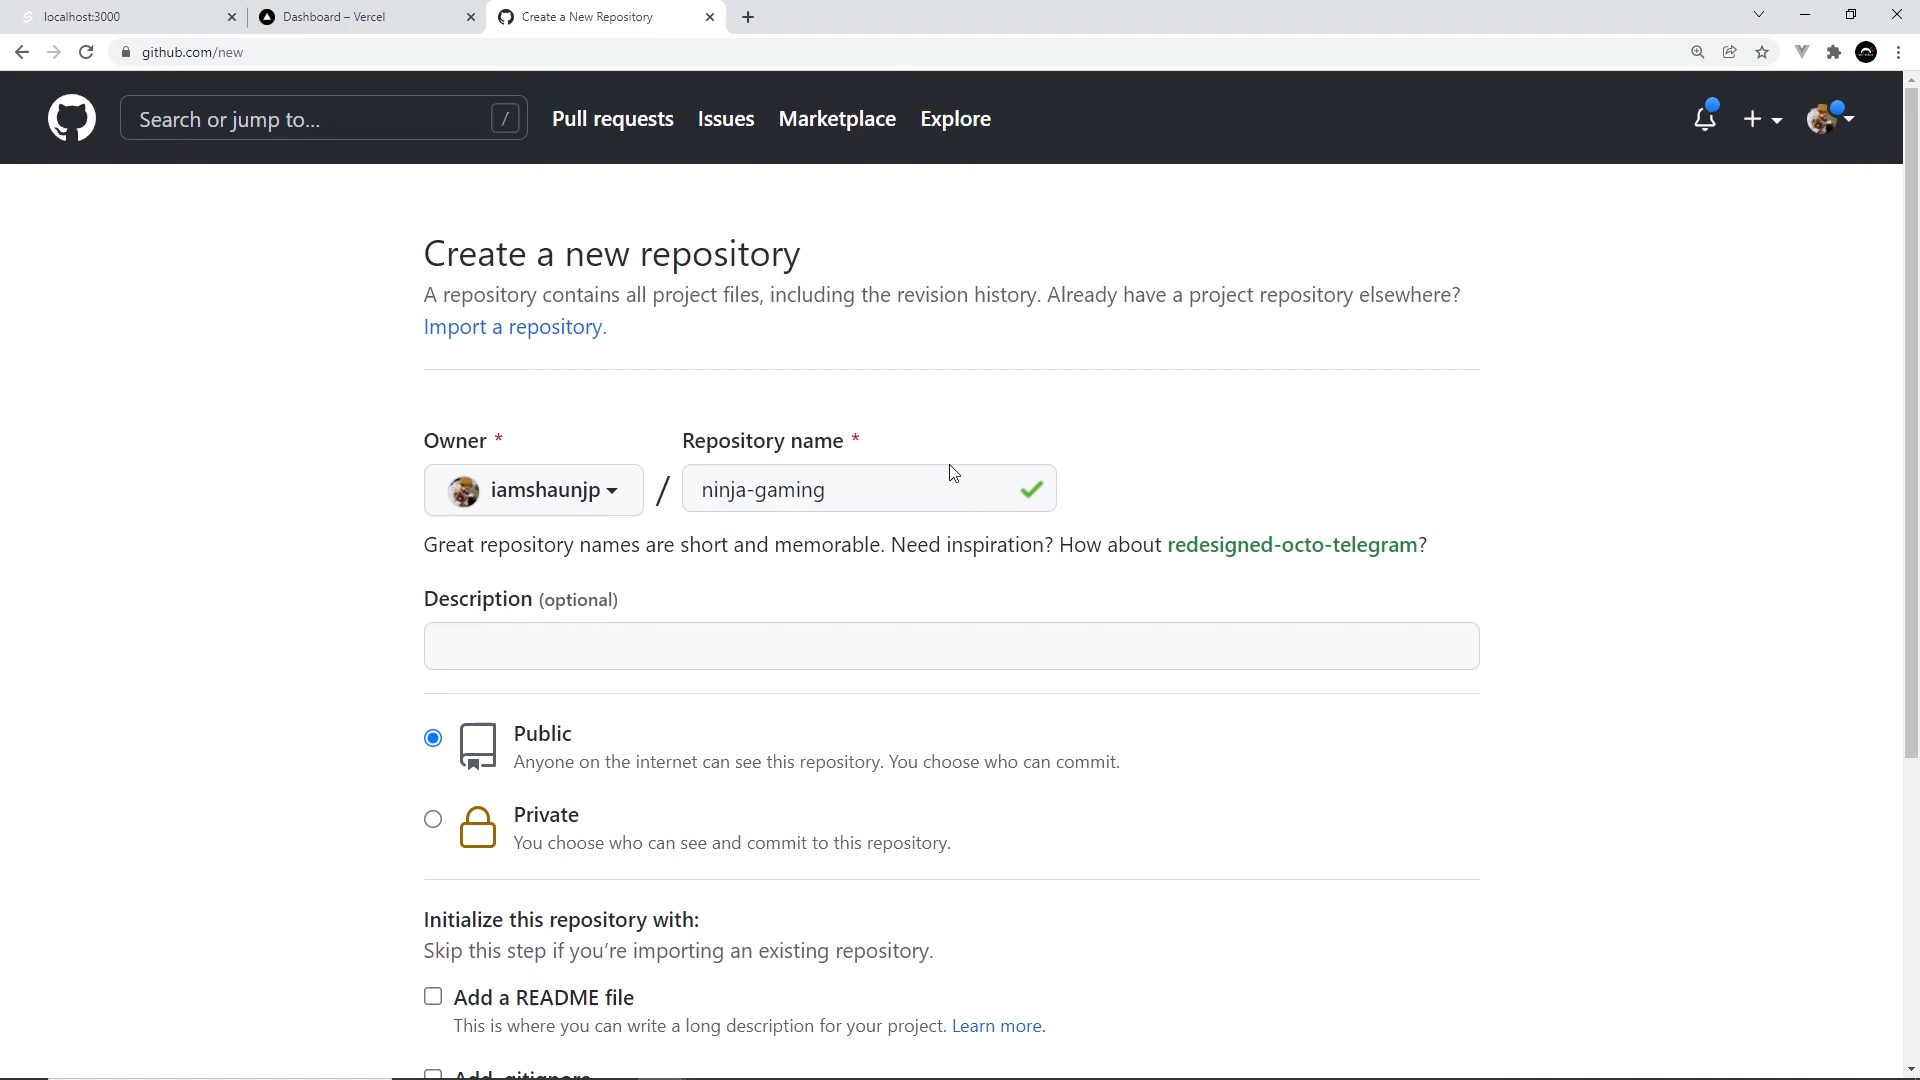 localhost:3000
Dashboard – Vercel
Create a New Repository
github.com/new
Search or jump to...
/
Pull requests
Issues
Marketplace
Explore
Create a new repository
A repository contains all project files, including the revision history. Already have a project repository elsewhere?
Import a repository.
Owner *
Repository name *
iamshaunjp
/
ninja-gaming
Great repository names are short and memorable. Need inspiration? How about redesigned-octo-telegram?
Description (optional)
Public
Anyone on the internet can see this repository. You choose who can commit.
Private
You choose who can see and commit to this repository.
Initialize this repository with:
Skip this step if you're importing an existing repository.
Add a README file
This is where you can write a long description for your project. Learn more.
Add .gitignore